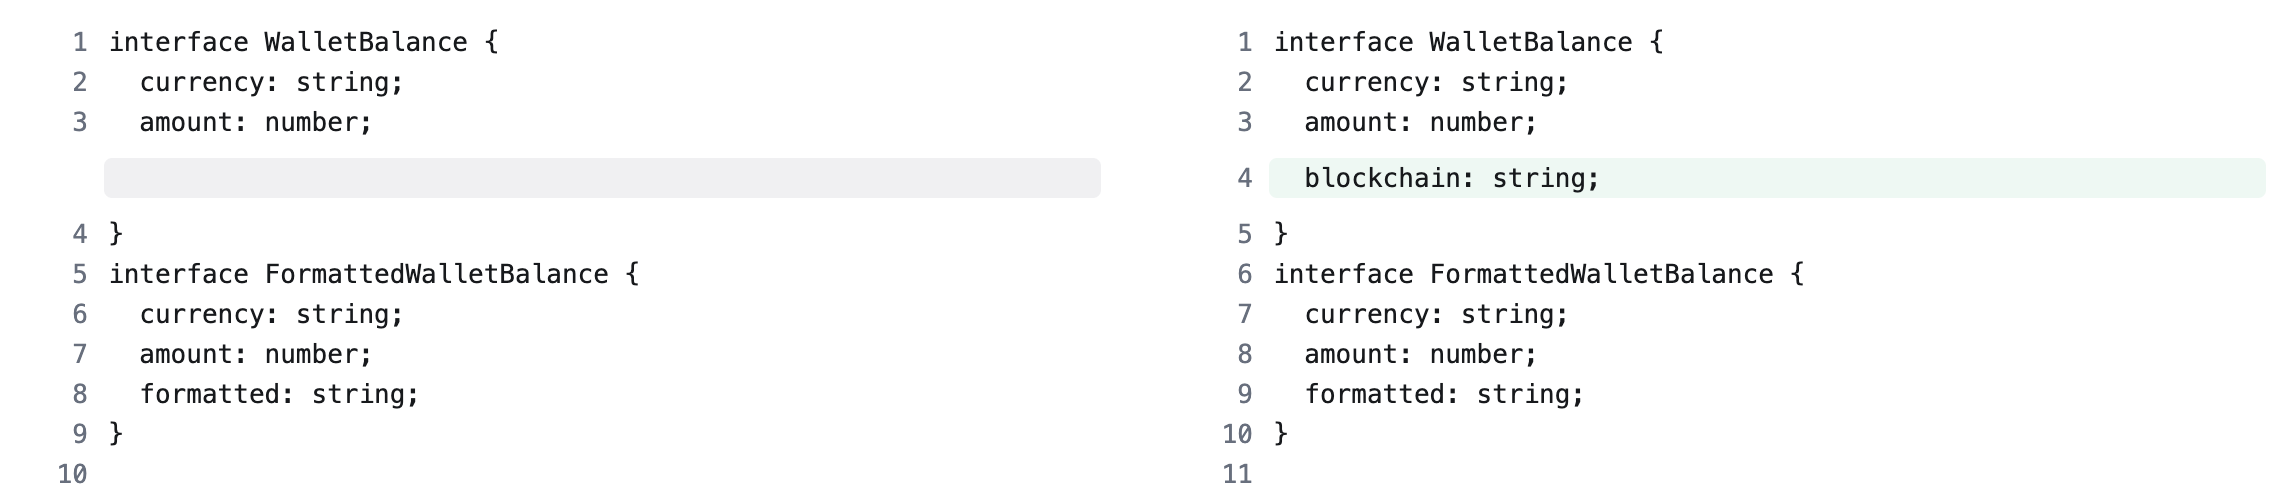 1 interface WalletBalance {
2   currency: string;
3   amount: number;
4 }
5 interface FormattedWalletBalance {
6   currency: string;
7   amount: number;
8   formatted: string;
9 }
10
1 interface WalletBalance {
2   currency: string;
3   amount: number;
4   blockchain: string;
5 }
6 interface FormattedWalletBalance {
7   currency: string;
8   amount: number;
9   formatted: string;
10 }
11